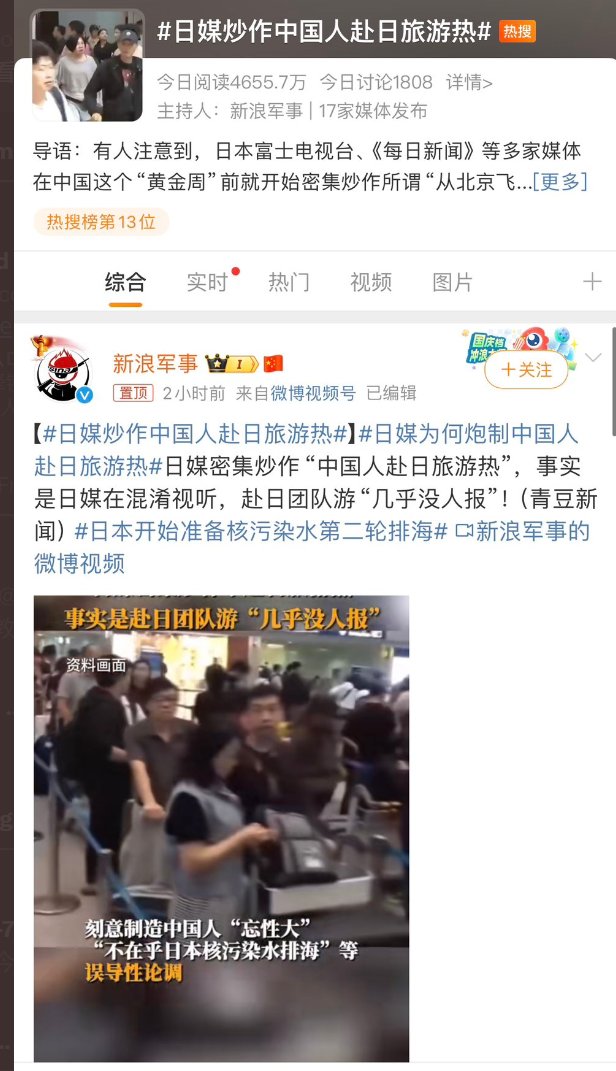 #日媒炒作中国人赴日旅游热# 热搜
今日阅读4655.7万 今日讨论1808 详情>
主持人：新浪军事 | 17家媒体发布
导语：有人注意到，日本富士电视台、《每日新闻》等多家媒体
在中国这个“黄金周”前就开始密集炒作所谓“从北京飞...[更多]
热搜榜第13位
综合 实时 热门 视频 图片
新浪军事
国庆档
+关注
置顶 2小时前 来自微博视频号 已编辑
【#日媒炒作中国人赴日旅游热#】#日媒为何炮制中国人
赴日旅游热#日媒密集炒作“中国人赴日旅游热”，事实
是日媒在混淆视听，赴日团队游“几乎没人报”！（青豆新
闻）#日本开始准备核污染水第二轮排海# 新浪军事的
微博视频
事实是赴日团队游“几乎没人报”
资料画面
刻意制造中国人“忘性大”
“不在乎日本核污染水排海”等
误导性论调